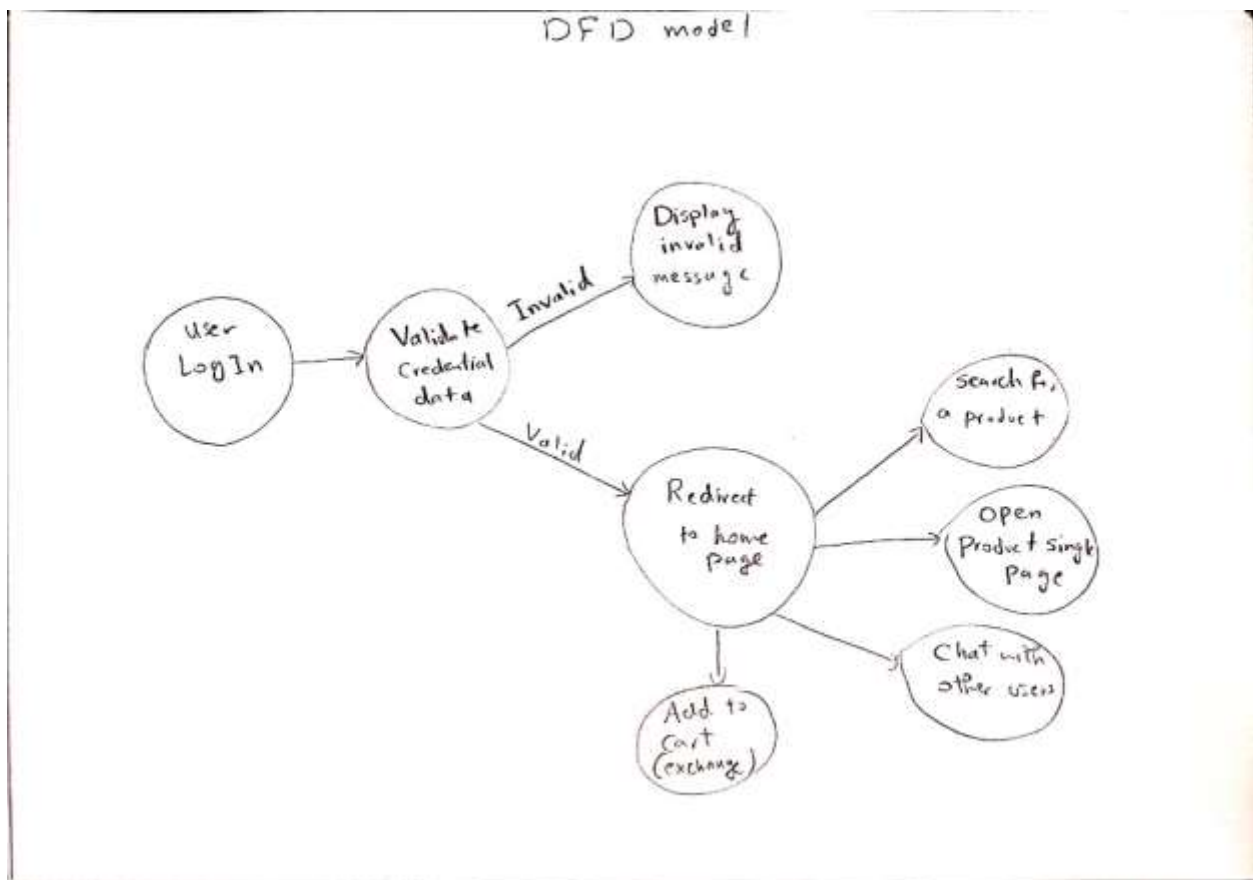 DFD model
User
LogIn
Validate
Credential
data
Invalid
Display
invalid
message
Valid
Redirect
to home
page
search for
a product
open
product single
page
Chat with
other users
Add to
Cart
(exchange)